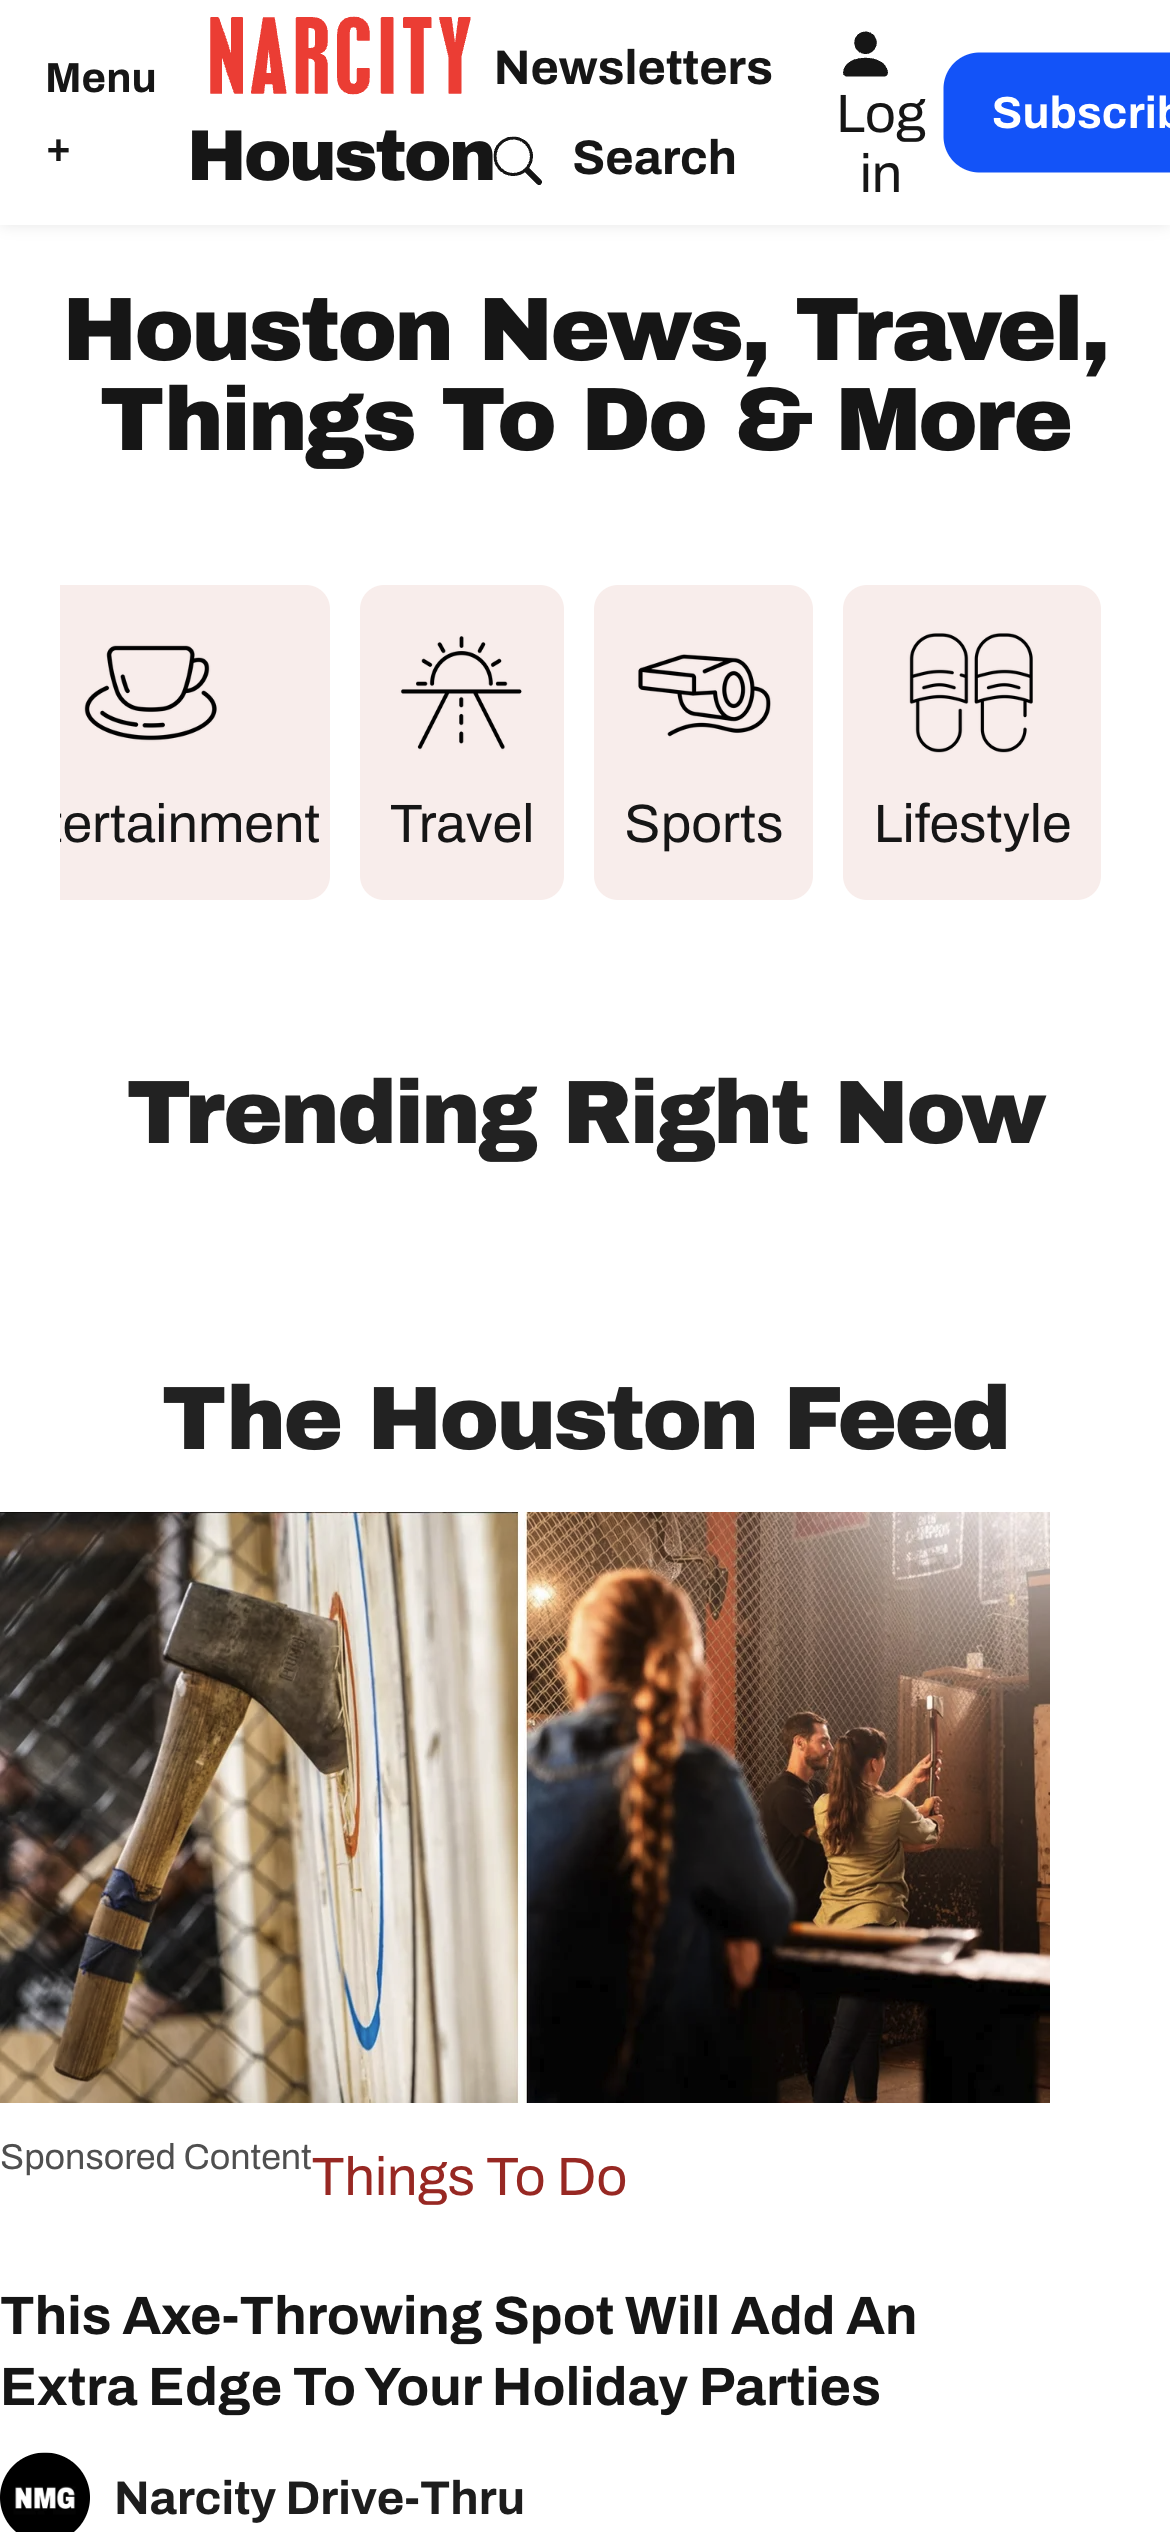 Menu
+
NARCITY
Houston
Newsletters
Search
Log
in
Subscrib
Houston News, Travel,
Things To Do & More
tertainment
Travel
Sports
Lifestyle
Trending Right Now
The Houston Feed
Sponsored Content
Things To Do
This Axe-Throwing Spot Will Add An
Extra Edge To Your Holiday Parties
NMG
Narcity Drive-Thru